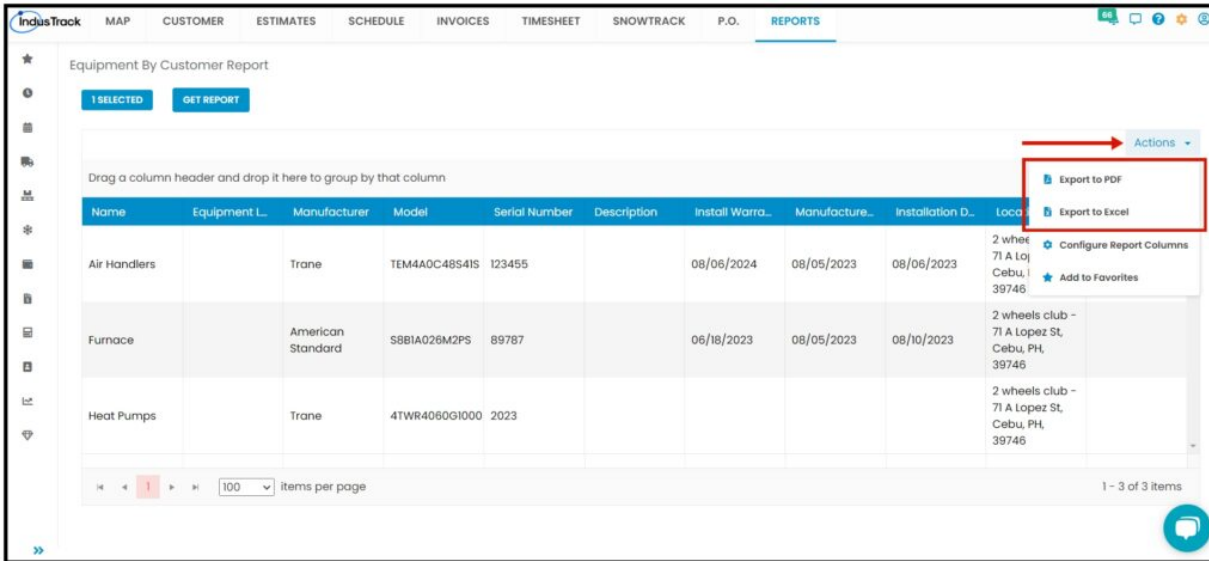 IndusTrack MAP CUSTOMER ESTIMATES SCHEDULE INVOICES TIMESHEET SNOWTRACK P.O. REPORTS 66
Equipment By Customer Report
1 SELECTED GET REPORT
Actions
Drag a column header and drop it here to group by that column
Export to PDF
Export to Excel
Configure Report Columns
Add to Favorites
Name Equipment I... Manufacturer Model Serial Number Description Install Warra... Manufacture... Installation D... Locat
Air Handlers Trane TEM4A0C48S41S 123455 08/06/2024 08/05/2023 08/06/2023
2 whee
71 A Lop
Cebu,
39746
Furnace American Standard S8B1A026M2PS 89787 06/18/2023 08/05/2023 08/10/2023
2 wheels club -
71 A Lopez St,
Cebu, PH,
39746
Heat Pumps Trane 4TWR4060G1000 2023
2 wheels club -
71 A Lopez St,
Cebu, PH,
39746
1 100 items per page 1 - 3 of 3 items